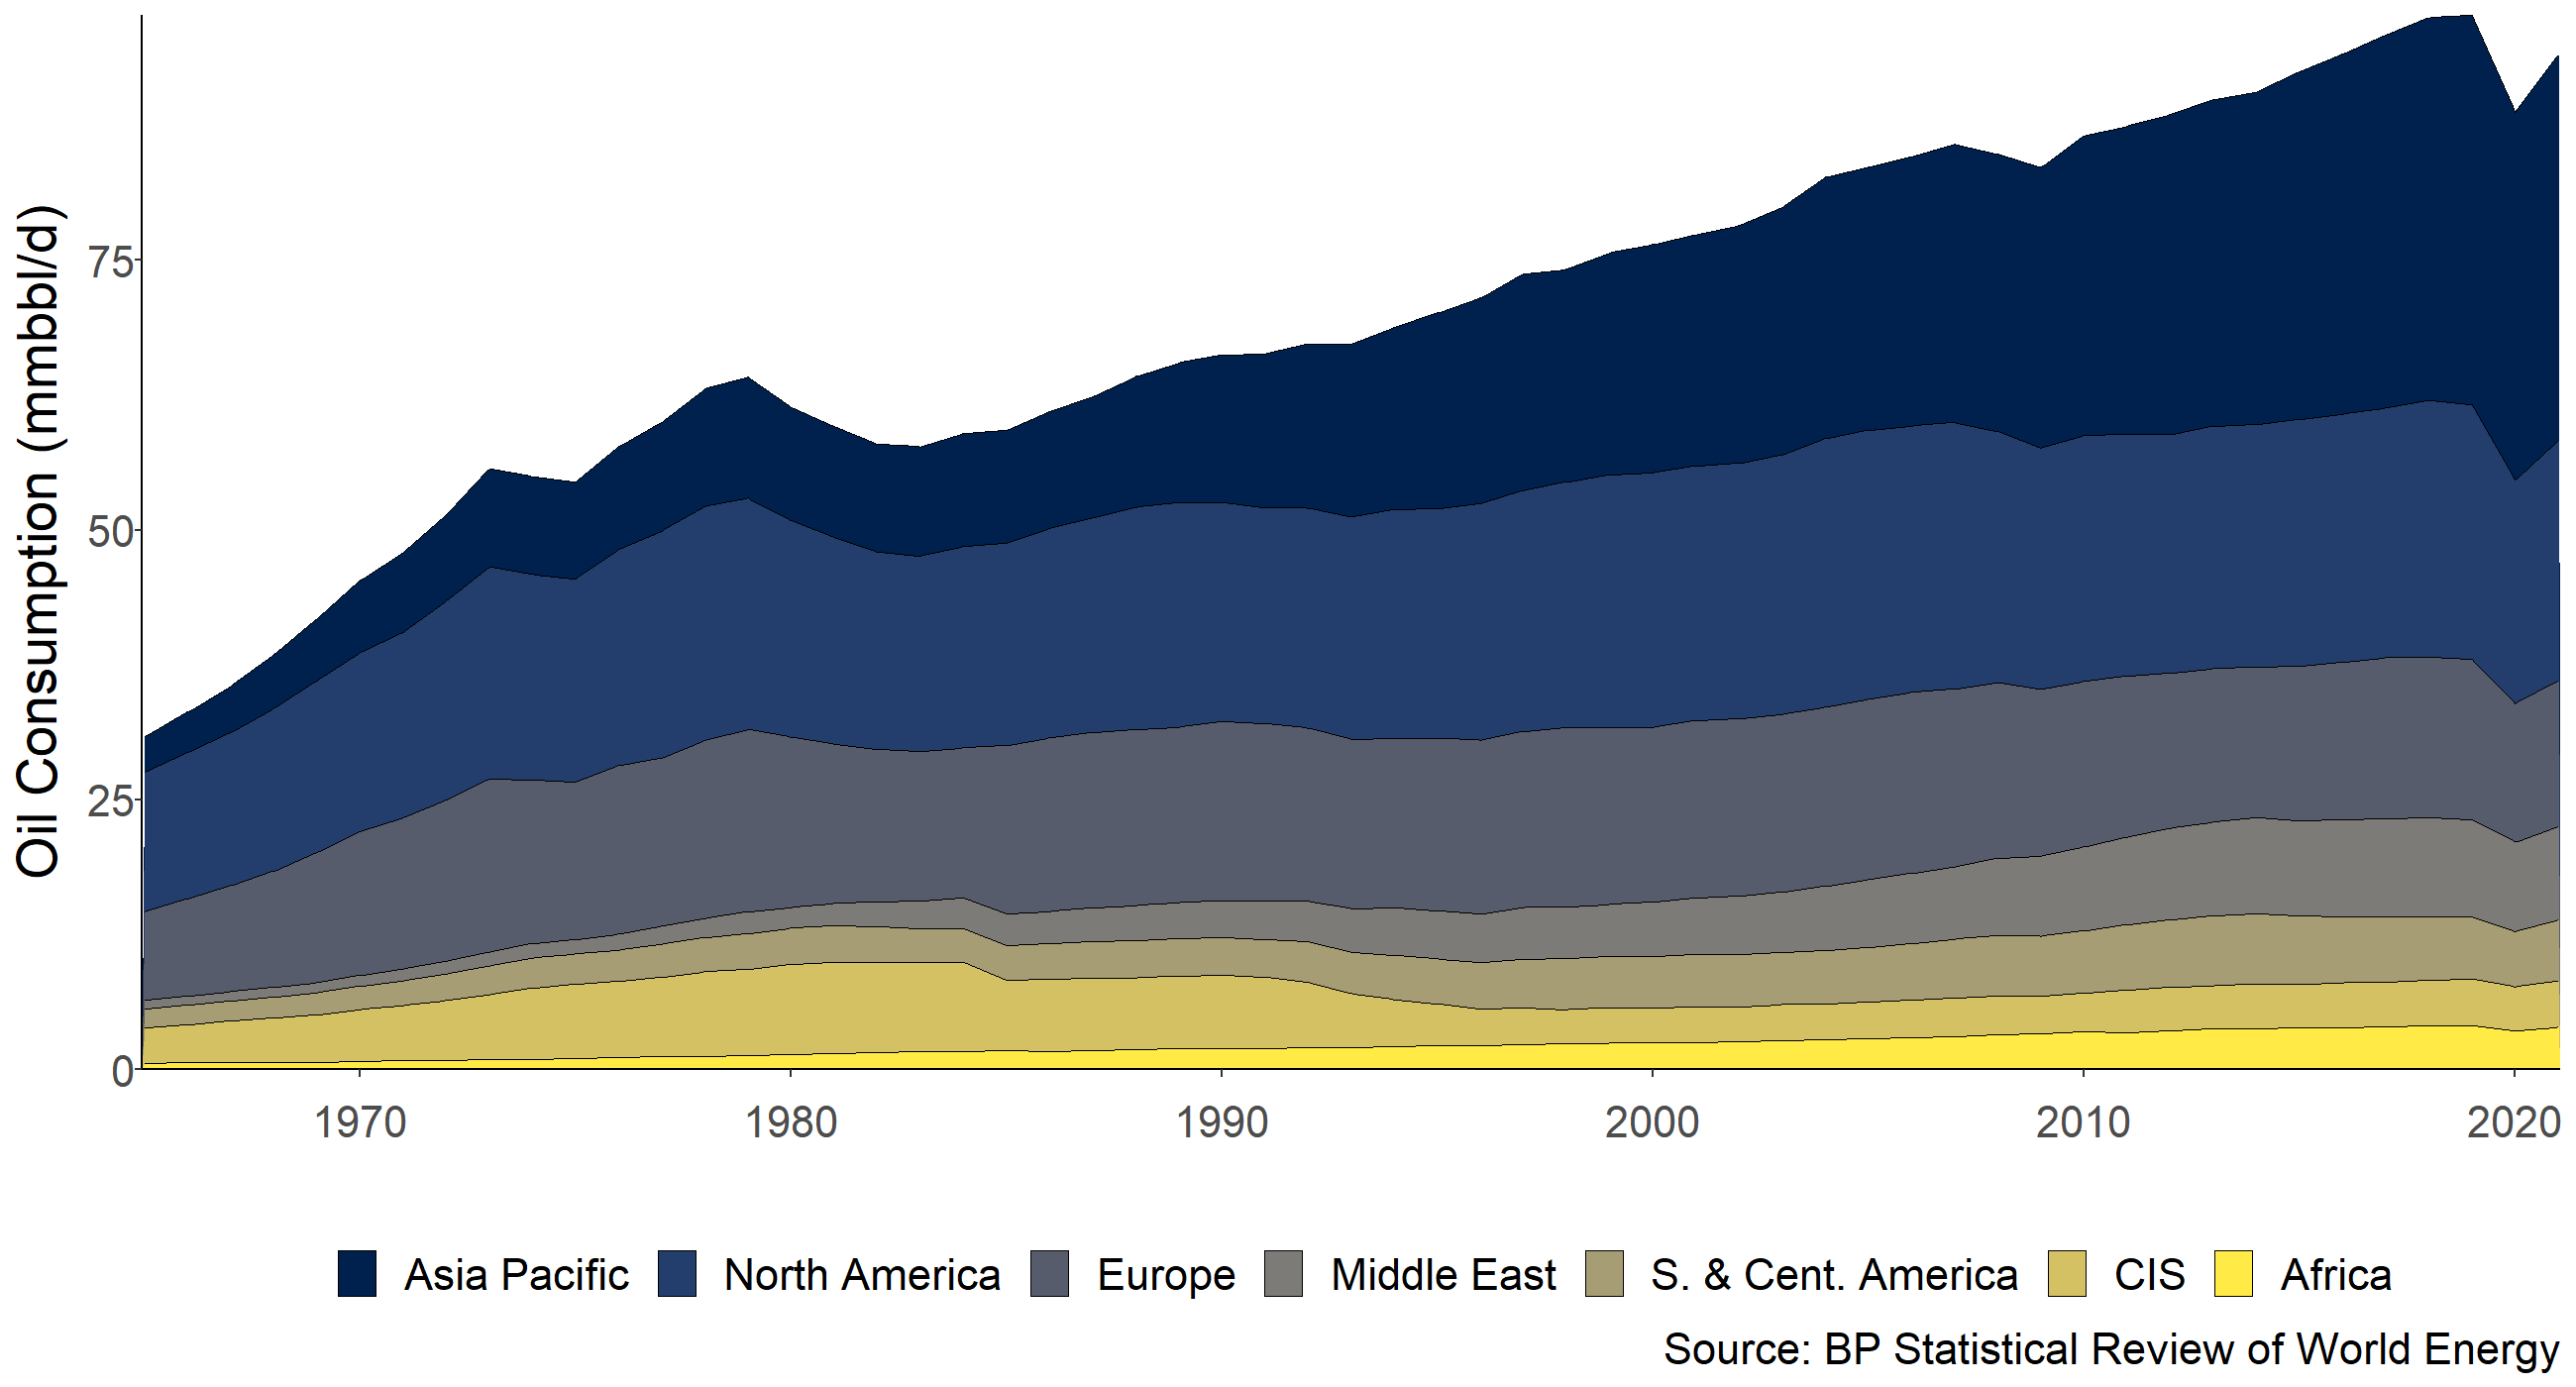 Oil Consumption (mmbbl/d)
75
50
25
0
1970 1980 1990 2000 2010 2020
Asia Pacific North America Europe Middle East S. & Cent. America CIS Africa
Source: BP Statistical Review of World Energy